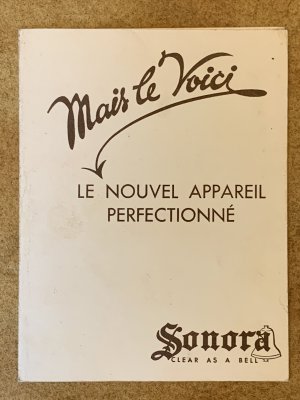 Mais le Voici
LE NOUVEL APPAREIL
PERFECTIONNÉ
Sonora
CLEAR AS A BELL